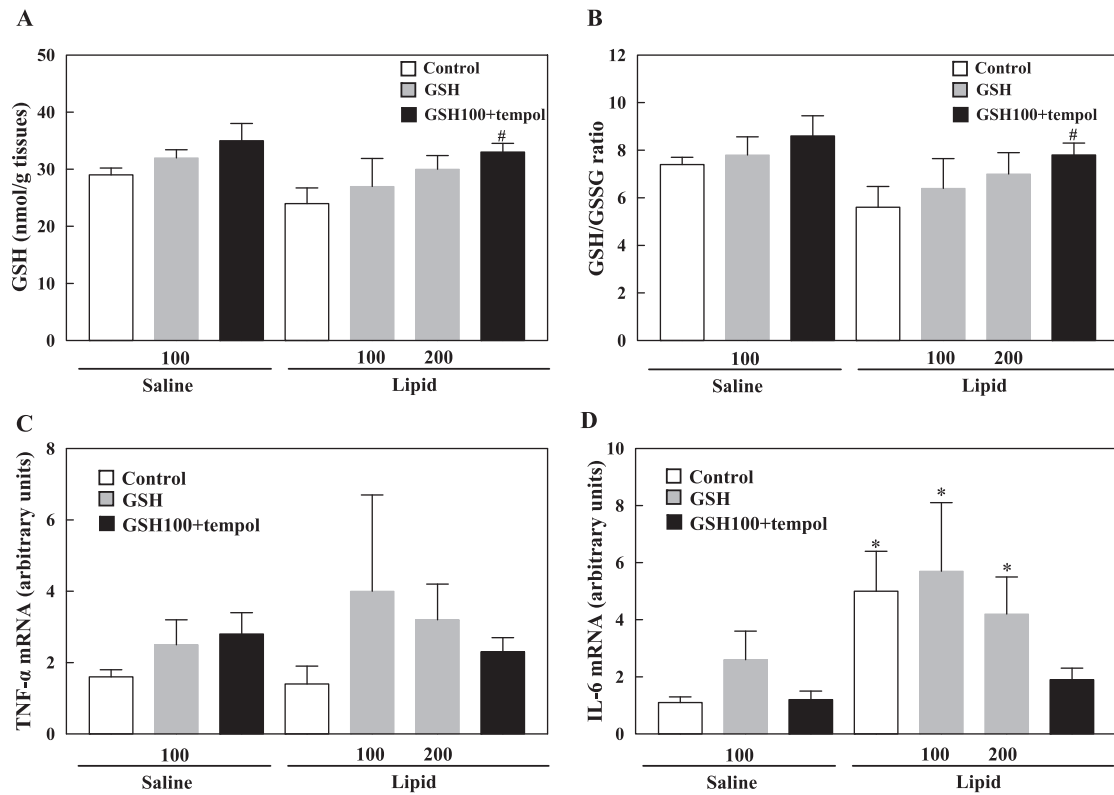 A
GSH (nmol/g tissues)
50
40
30
20
10
0
Control
GSH
GSH100+tempol
#
100
100 200
Saline
Lipid
B
GSH/GSSG ratio
12
10
8
6
4
2
0
Control
GSH
GSH100+tempol
#
100
100 200
Saline
Lipid
C
TNF-α mRNA (arbitrary units)
8
6
4
2
0
Control
GSH
GSH100+tempol
100
100 200
Saline
Lipid
D
IL-6 mRNA (arbitrary units)
10
8
6
4
2
0
Control
GSH
GSH100+tempol
*
*
*
100
100 200
Saline
Lipid